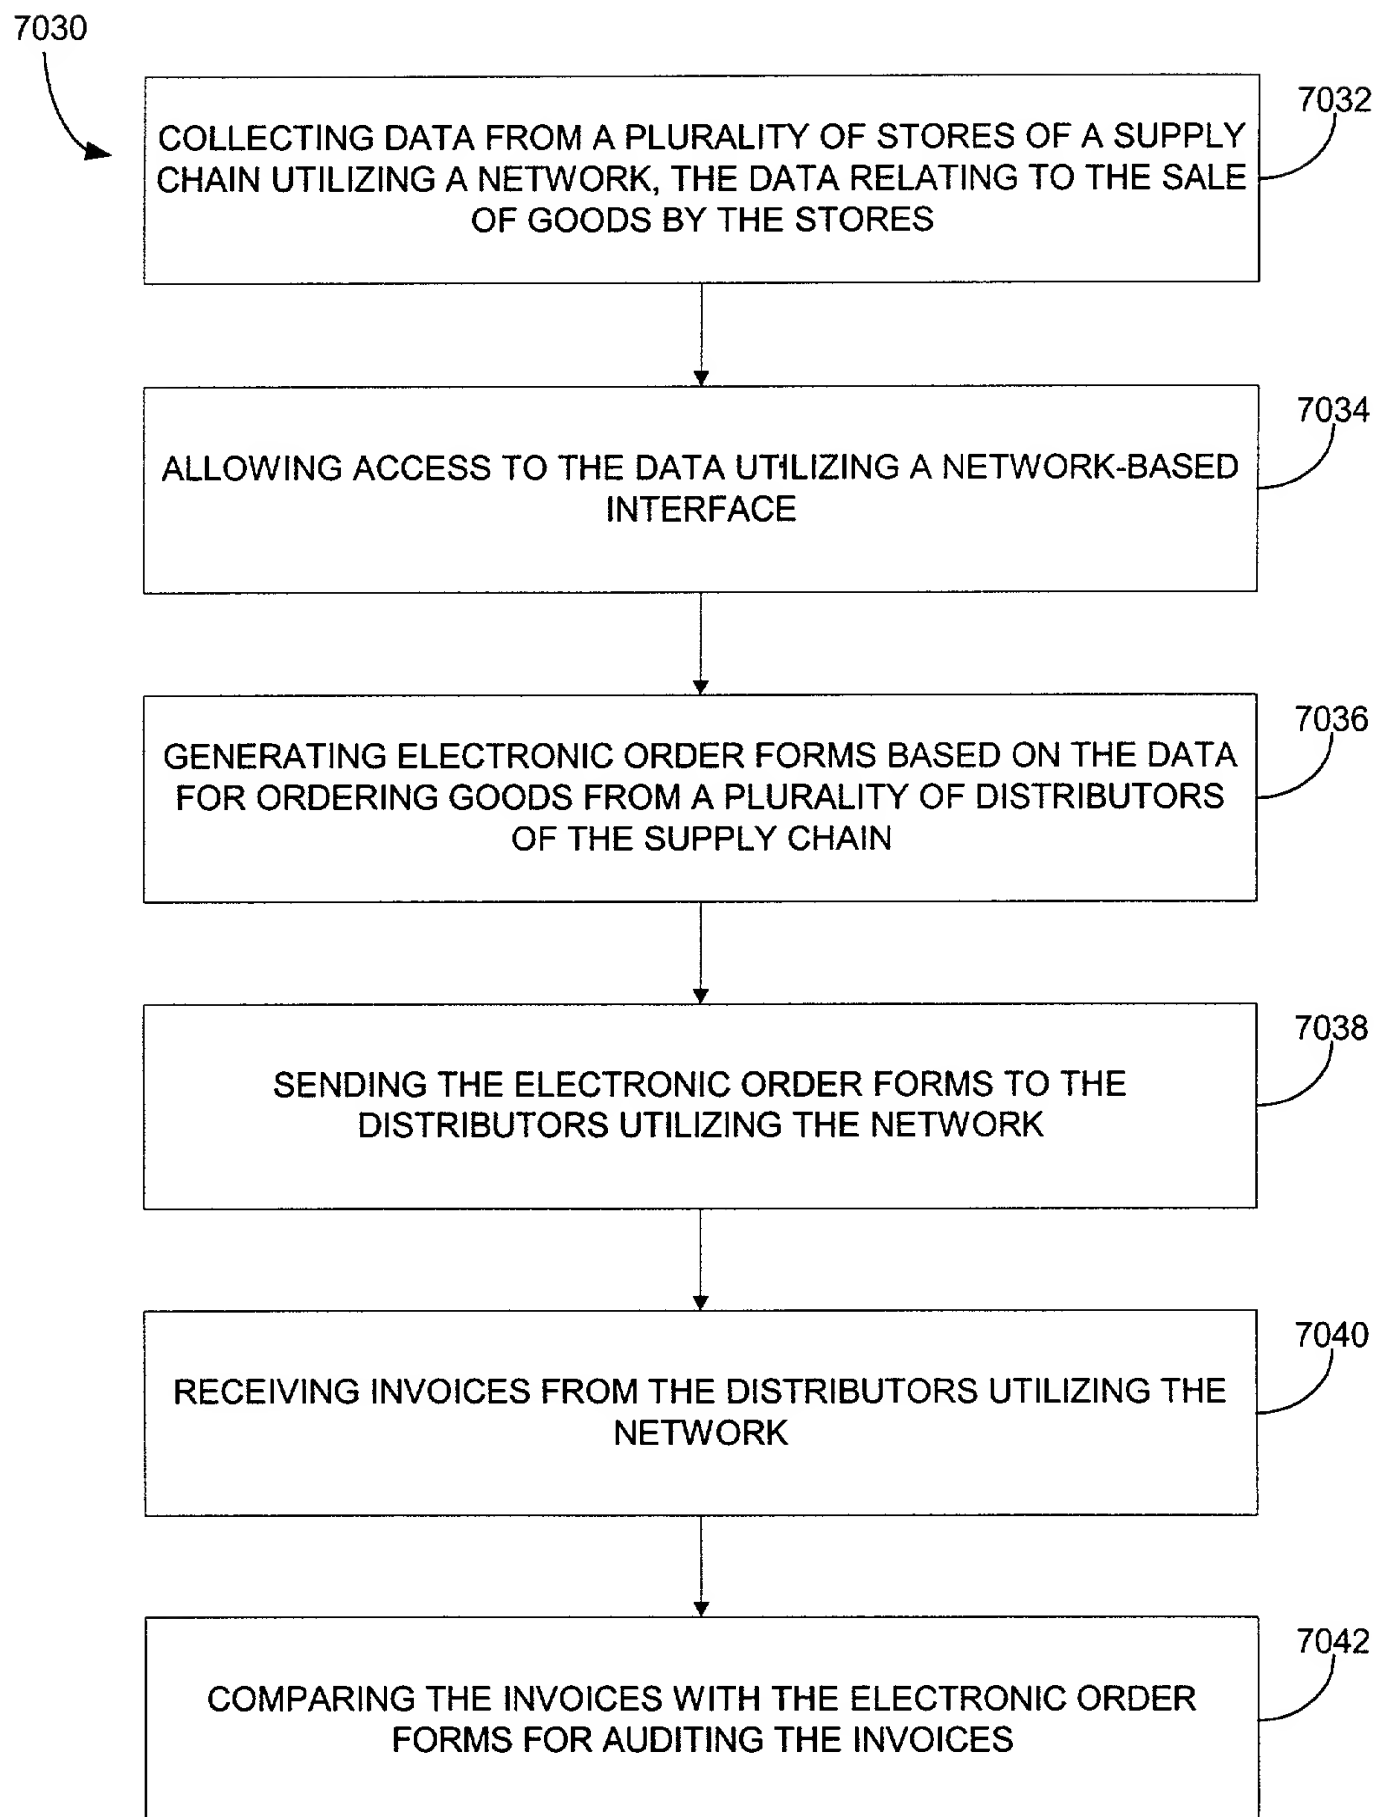 7030
7032
COLLECTING DATA FROM A PLURALITY OF STORES OF A SUPPLY
CHAIN UTILIZING A NETWORK, THE DATA RELATING TO THE SALE
OF GOODS BY THE STORES
7034
ALLOWING ACCESS TO THE DATA UTILIZING A NETWORK-BASED
INTERFACE
7036
GENERATING ELECTRONIC ORDER FORMS BASED ON THE DATA
FOR ORDERING GOODS FROM A PLURALITY OF DISTRIBUTORS
OF THE SUPPLY CHAIN
7038
SENDING THE ELECTRONIC ORDER FORMS TO THE
DISTRIBUTORS UTILIZING THE NETWORK
7040
RECEIVING INVOICES FROM THE DISTRIBUTORS UTILIZING THE
NETWORK
7042
COMPARING THE INVOICES WITH THE ELECTRONIC ORDER
FORMS FOR AUDITING THE INVOICES